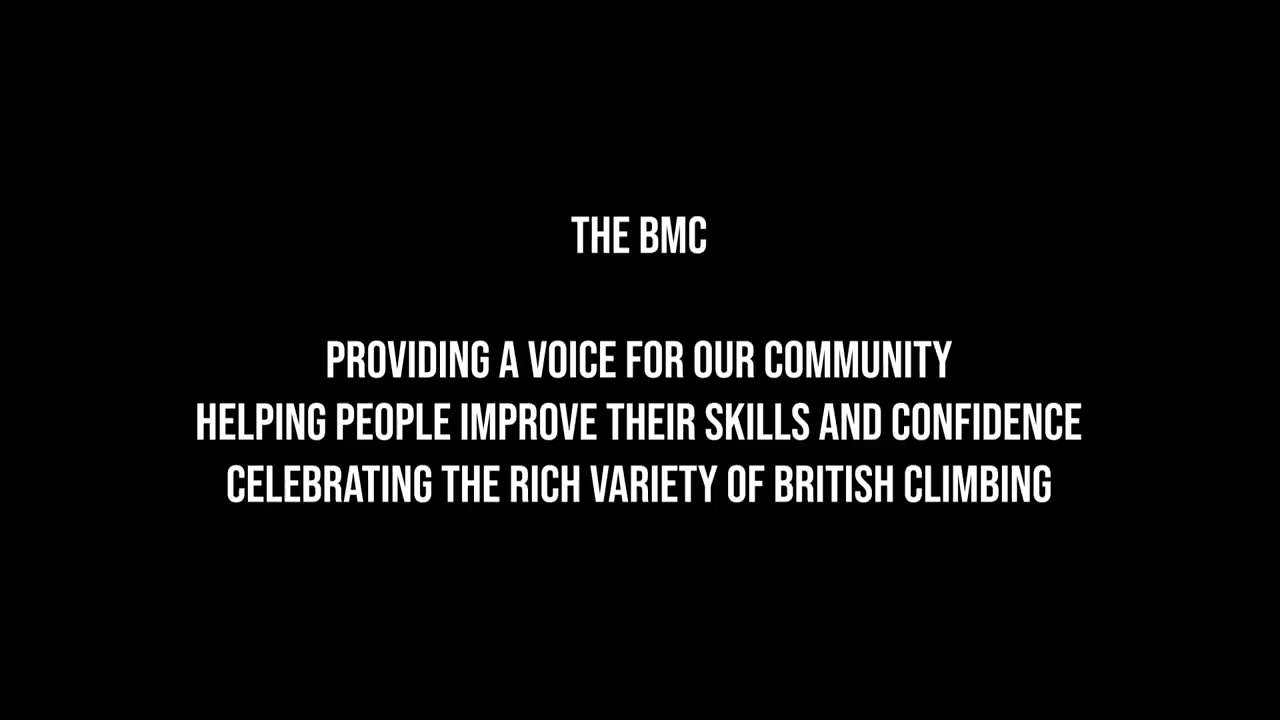 THE BMC
PROVIDING A VOICE FOR OUR COMMUNITY
HELPING PEOPLE IMPROVE THEIR SKILLS AND CONFIDENCE
CELEBRATING THE RICH VARIETY OF BRITISH CLIMBING